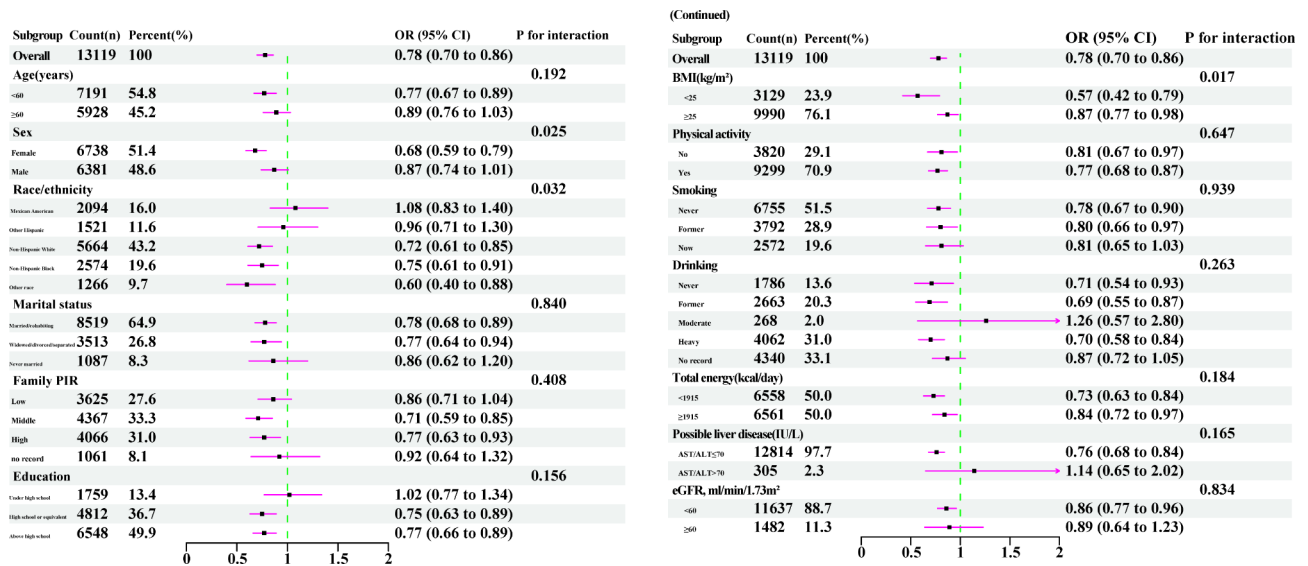 Subgroup Count(n) Percent(%) OR (95% CI) P for interaction
Overall 13119 100 0.78 (0.70 to 0.86)
Age(years) 0.192
<60 7191 54.8 0.77 (0.67 to 0.89)
≥60 5928 45.2 0.89 (0.76 to 1.03)
Sex 0.025
Female 6738 51.4 0.68 (0.59 to 0.79)
Male 6381 48.6 0.87 (0.74 to 1.01)
Race/ethnicity 0.032
Mexican American 2094 16.0 1.08 (0.83 to 1.40)
Other Hispanic 1521 11.6 0.96 (0.71 to 1.30)
Non-Hispanic White 5664 43.2 0.72 (0.61 to 0.85)
Non-Hispanic Black 2574 19.6 0.75 (0.61 to 0.91)
Other race 1266 9.7 0.60 (0.40 to 0.88)
Marital status 0.840
Married/cohabiting 8519 64.9 0.78 (0.68 to 0.89)
Widowed/divorced/separated 3513 26.8 0.77 (0.64 to 0.94)
Never married 1087 8.3 0.86 (0.62 to 1.20)
Family PIR 0.408
Low 3625 27.6 0.86 (0.71 to 1.04)
Middle 4367 33.3 0.71 (0.59 to 0.85)
High 4066 31.0 0.77 (0.63 to 0.93)
no record 1061 8.1 0.92 (0.64 to 1.32)
Education 0.156
Under high school 1759 13.4 1.02 (0.77 to 1.34)
High school or equivalent 4812 36.7 0.75 (0.63 to 0.89)
Above high school 6548 49.9 0.77 (0.66 to 0.89)
0 0.5 1 1.5 2
(Continued)
Subgroup Count(n) Percent(%) OR (95% CI) P for interaction
Overall 13119 100 0.78 (0.70 to 0.86)
BMI(kg/m²) 0.017
<25 3129 23.9 0.57 (0.42 to 0.79)
≥25 9990 76.1 0.87 (0.77 to 0.98)
Physical activity 0.647
No 3820 29.1 0.81 (0.67 to 0.97)
Yes 9299 70.9 0.77 (0.68 to 0.87)
Smoking 0.939
Never 6755 51.5 0.78 (0.67 to 0.90)
Former 3792 28.9 0.80 (0.66 to 0.97)
Now 2572 19.6 0.81 (0.65 to 1.03)
Drinking 0.263
Never 1786 13.6 0.71 (0.54 to 0.93)
Former 2663 20.3 0.69 (0.55 to 0.87)
Moderate 268 2.0 1.26 (0.57 to 2.80)
Heavy 4062 31.0 0.70 (0.58 to 0.84)
No record 4340 33.1 0.87 (0.72 to 1.05)
Total energy(kcal/day) 0.184
<1915 6558 50.0 0.73 (0.63 to 0.84)
≥1915 6561 50.0 0.84 (0.72 to 0.97)
Possible liver disease(IU/L) 0.165
AST/ALT≤70 12814 97.7 0.76 (0.68 to 0.84)
AST/ALT>70 305 2.3 1.14 (0.65 to 2.02)
eGFR, ml/min/1.73m² 0.834
<60 11637 88.7 0.86 (0.77 to 0.96)
≥60 1482 11.3 0.89 (0.64 to 1.23)
0 0.5 1 1.5 2